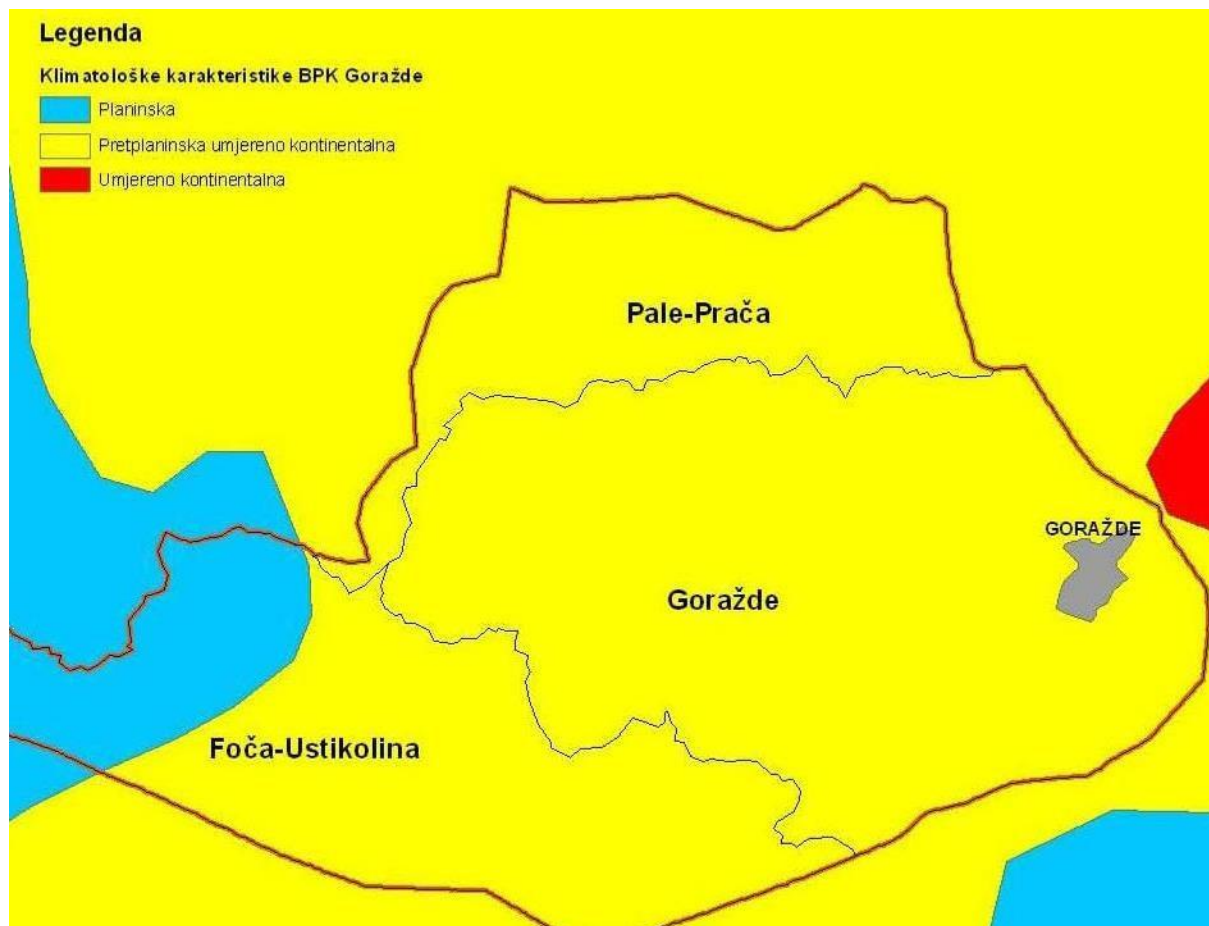 Legenda
Klimatološke karakteristike BPK Goražde
Planinska
Pretplaninska umjereno kontinentalna
Umjereno kontinentalna
Pale-Prača
GORAŽDE
Goražde
Foča-Ustikolina